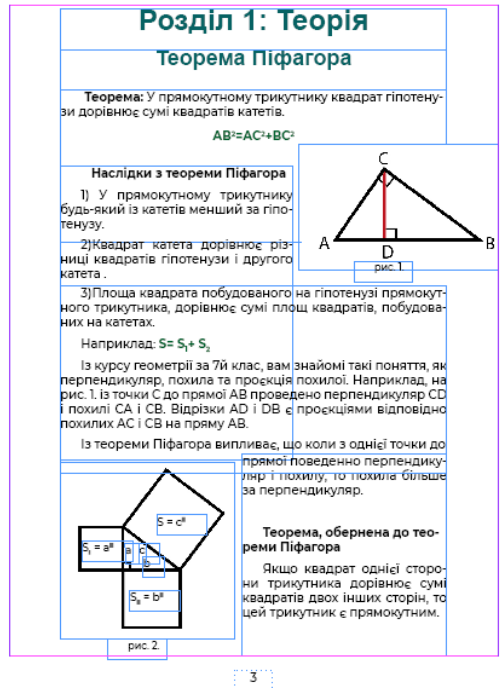 Розділ 1: Теорія
Теорема Піфагора
Теорема: У прямокутному трикутнику квадрат гіпотену-
зи дорівнює сумі квадратів катетів.
AB²=AC²+BC²
Наслідки з теореми Піфагора
1) У прямокутному трикутнику
будь-який із катетів менший за гіпо-
тенузу.
2)Квадрат катета дорівнює різ-
ниці квадратів гіпотенузи і другого
катета .
C
A
D
B
рис. 1.
3)Площа квадрата побудованого на гіпотенузі прямокут-
ного трикутника, дорівнює сумі площ квадратів, побудова-
них на катетах.
Наприклад: S= S₁+ S₂
Із курсу геометрії за 7й клас, вам знайомі такі поняття, як
перпендикуляр, похила та проєкція похилої. Наприклад, на
рис. 1. із точки С до прямої АВ проведено перпендикуляр CD
і похилі СА і СВ. Відрізки AD і DB є проєкціями відповідно
похилих АС і СВ на пряму АВ.
Із теореми Піфагора випливає, що коли з однієї точки до
прямої поведенно перпендику-
ляр і похилу, то похила більше
за перпендикуляр.
S = c²
S₁ = a²
a
c
b
S₂ = b²
рис. 2.
Теорема, обернена до тео-
реми Піфагора
Якщо квадрат однієї сторо-
ни трикутника дорівнює сумі
квадратів двох інших сторін, то
цей трикутник є прямокутним.
3